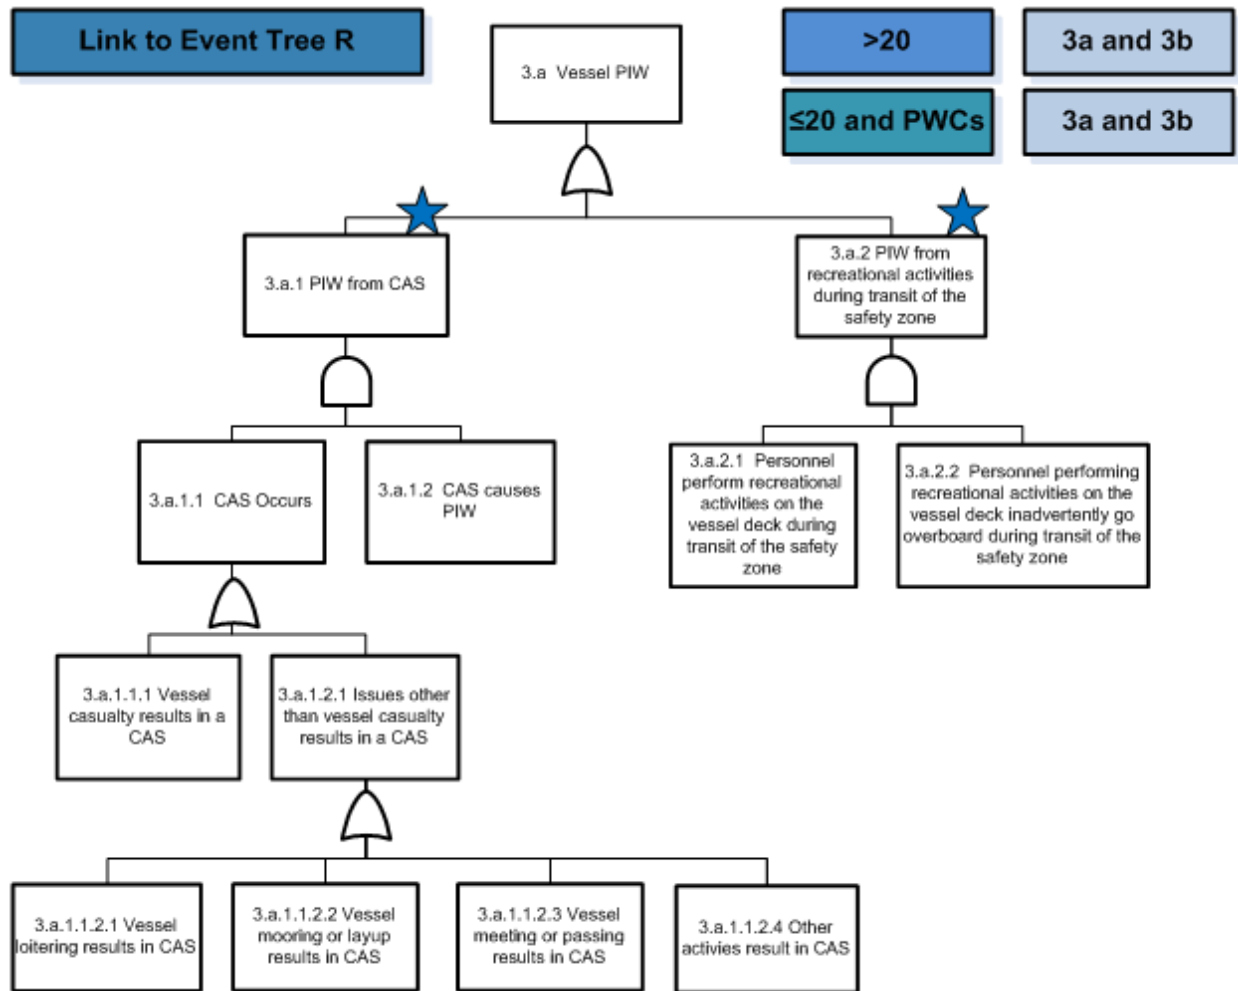 Link to Event Tree R
>20
3a and 3b
≤20 and PWCs
3a and 3b
3.a Vessel PIW
3.a.1 PIW from CAS
3.a.2 PIW from
recreational activities
during transit of the
safety zone
3.a.1.1 CAS Occurs
3.a.1.2 CAS causes
PIW
3.a.2.1 Personnel
perform recreational
activities on the
vessel deck during
transit of the safety
zone
3.a.2.2 Personnel performing
recreational activities on the
vessel deck inadvertently go
overboard during transit of the
safety zone
3.a.1.1.1 Vessel
casualty results in a
CAS
3.a.1.2.1 Issues other
than vessel casualty
results in a CAS
3.a.1.1.2.1 Vessel
loitering results in CAS
3.a.1.1.2.2 Vessel
mooring or layup
results in CAS
3.a.1.1.2.3 Vessel
meeting or passing
results in CAS
3.a.1.1.2.4 Other
activies result in CAS